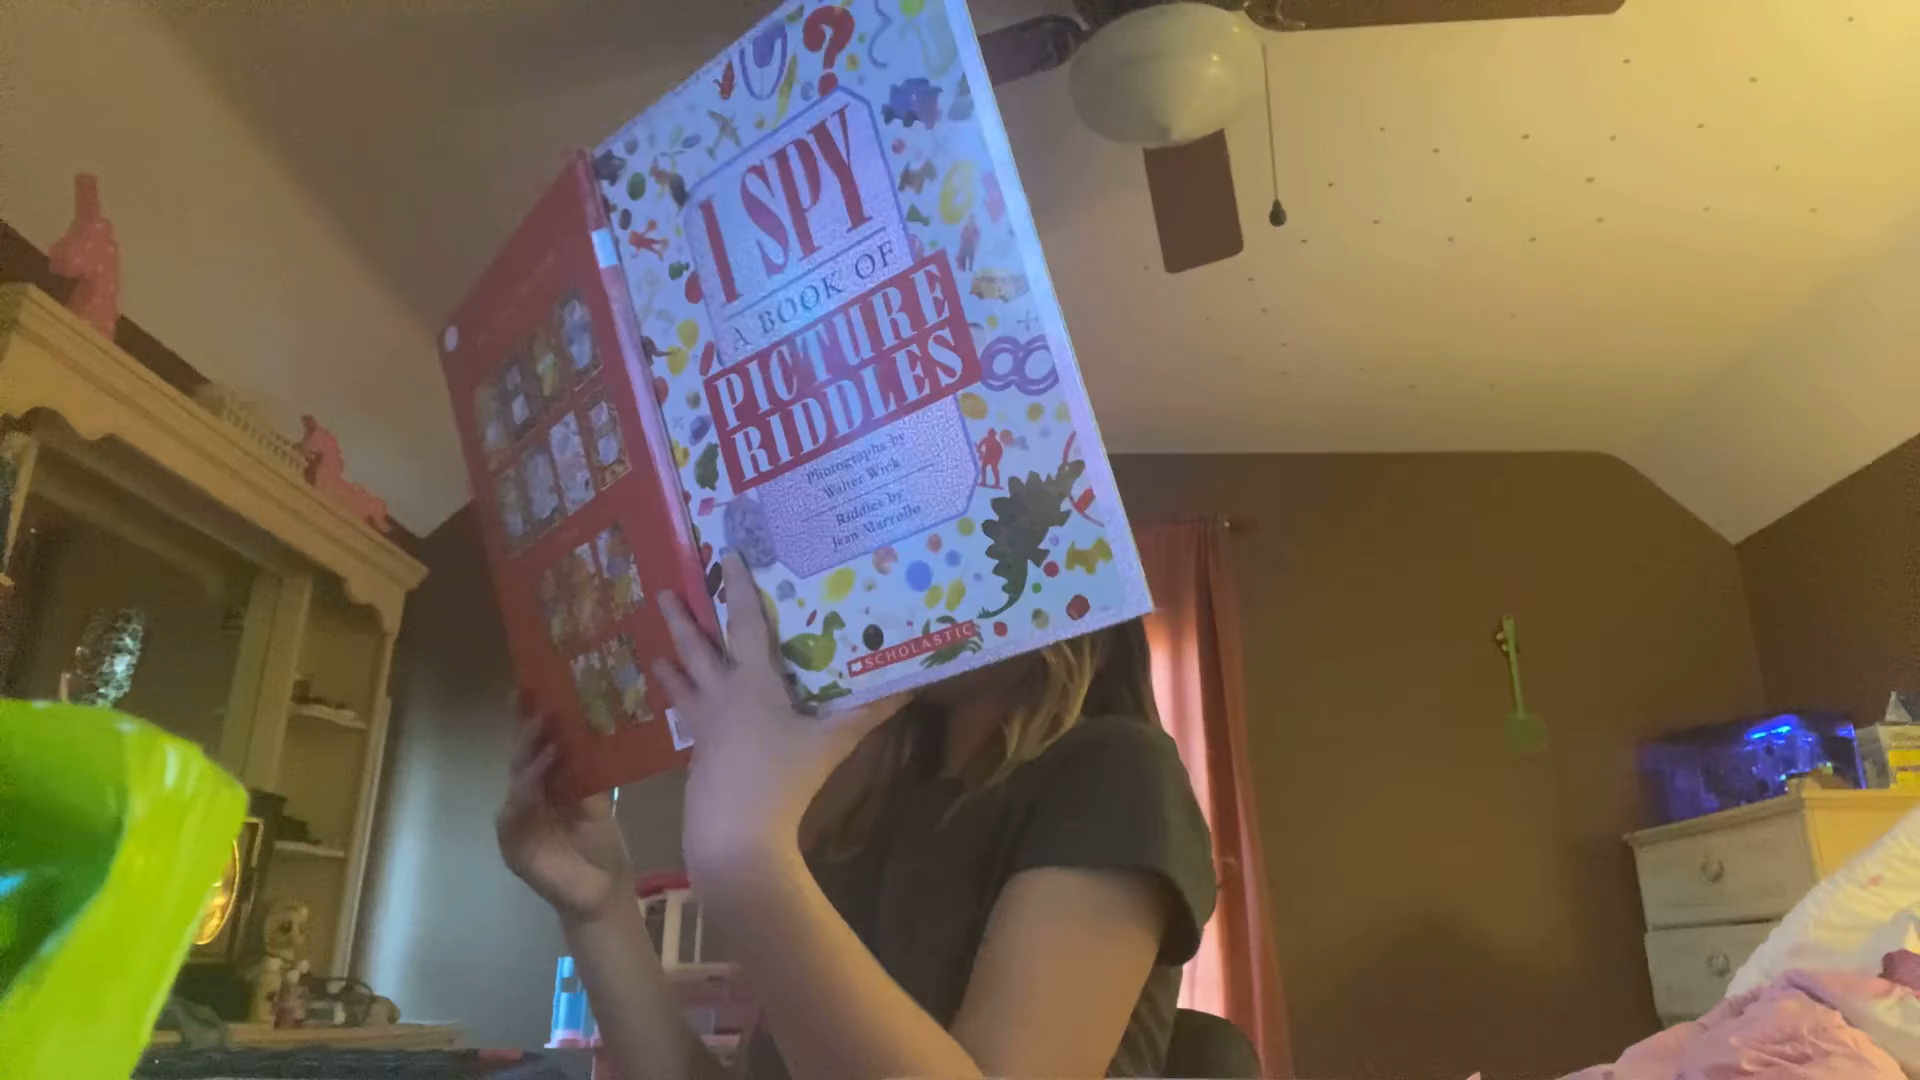 I SPY
A BOOK OF
PICTURE
RIDDLES
Photographs by
Walter Wick
Riddles by
Jean Marzollo
SCHOLASTIC